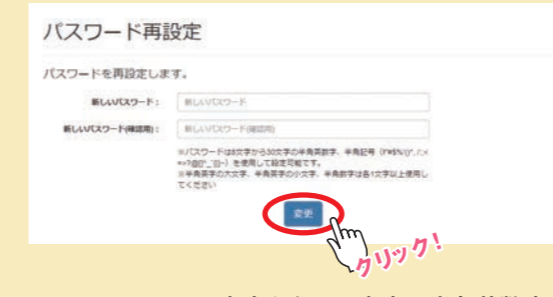 パスワード再設定
パスワードを再設定します。
新しいパスワード：
新しいパスワード
新しいパスワード(確認用)：
新しいパスワード(確認用)
※パスワードは8文字から30文字の半角英数字、半角記号
を使用して設定可能です。
※半角英字の大文字、半角英字の小文字、半角数字は各1文字以上使用し
てください
変更
クリック！